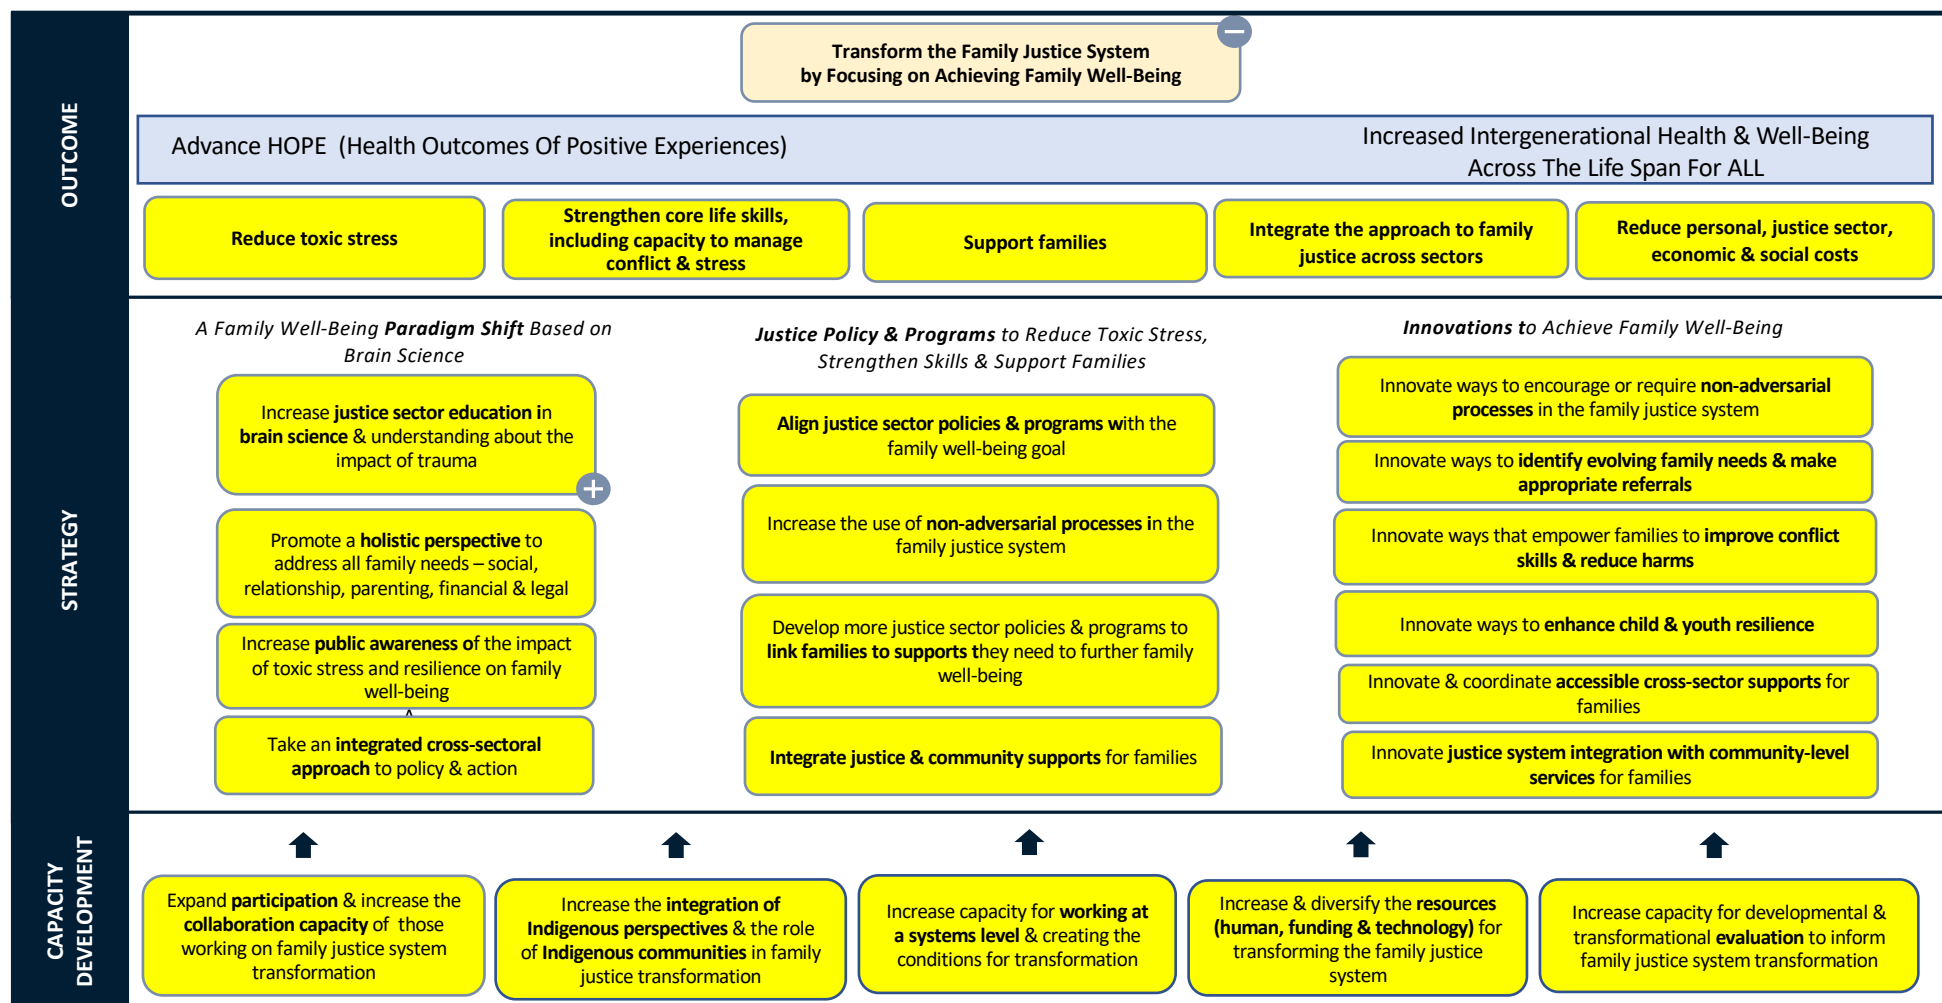 Transform the Family Justice System
by Focusing on Achieving Family Well-Being
OUTCOME
Advance HOPE (Health Outcomes Of Positive Experiences)
Increased Intergenerational Health & Well-Being
Across The Life Span For ALL
Reduce toxic stress
Strengthen core life skills,
including capacity to manage
conflict & stress
Support families
Integrate the approach to family
justice across sectors
Reduce personal, justice sector,
economic & social costs
STRATEGY
A Family Well-Being Paradigm Shift Based on
Brain Science
Increase justice sector education in
brain science & understanding about the
impact of trauma
Promote a holistic perspective to
address all family needs – social,
relationship, parenting, financial & legal
Increase public awareness of the impact
of toxic stress and resilience on family
well-being
Take an integrated cross-sectoral
approach to policy & action
Justice Policy & Programs to Reduce Toxic Stress,
Strengthen Skills & Support Families
Align justice sector policies & programs with the
family well-being goal
Increase the use of non-adversarial processes in the
family justice system
Develop more justice sector policies & programs to
link families to supports they need to further family
well-being
Integrate justice & community supports for families
Innovations to Achieve Family Well-Being
Innovate ways to encourage or require non-adversarial
processes in the family justice system
Innovate ways to identify evolving family needs & make
appropriate referrals
Innovate ways that empower families to improve conflict
skills & reduce harms
Innovate ways to enhance child & youth resilience
Innovate & coordinate accessible cross-sector supports for
families
Innovate justice system integration with community-level
services for families
CAPACITY
DEVELOPMENT
Expand participation & increase the
collaboration capacity of those
working on family justice system
transformation
Increase the integration of
Indigenous perspectives & the role
of Indigenous communities in family
justice transformation
Increase capacity for working at
a systems level & creating the
conditions for transformation
Increase & diversify the resources
(human, funding & technology) for
transforming the family justice
system
Increase capacity for developmental &
transformational evaluation to inform
family justice system transformation